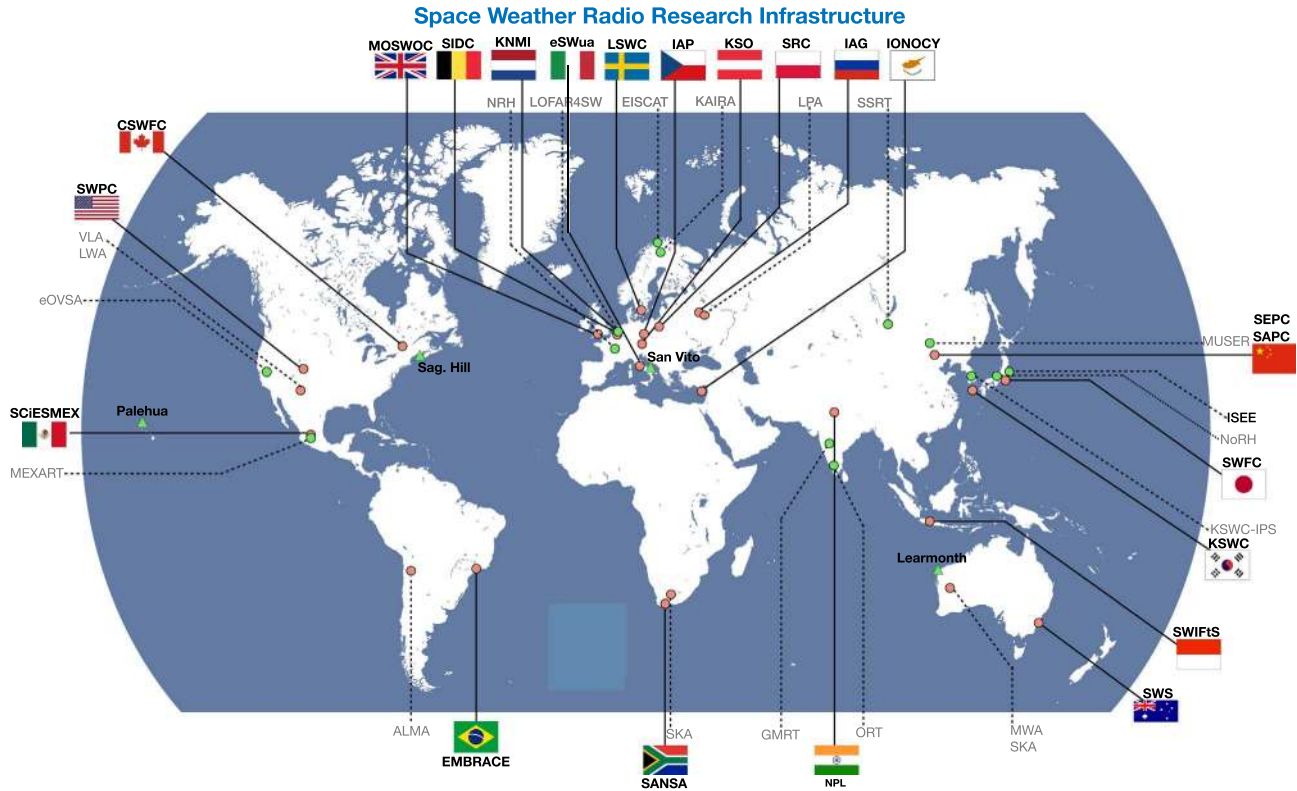 Space Weather Radio Research Infrastructure
MOSWOC SIDC KNMI eSWua LSWC IAP KSO SRC IAG IONOCY
NRH LOFAR4SW EISCAT KAIRA LPA SSRT
CSWFC
SWPC
VLA
LWA
eOVSA
SEPC
SAPC
MUSER
San Vito
Sag. Hill
SCiESMEX
Palehua
ISEE
NoRH
MEXART
SWFC
KSWC-IPS
KSWC
Learmonth
SWIFtS
SWS
ALMA
EMBRACE
SKA
SANSA
GMRT
ORT
NPL
MWA
SKA